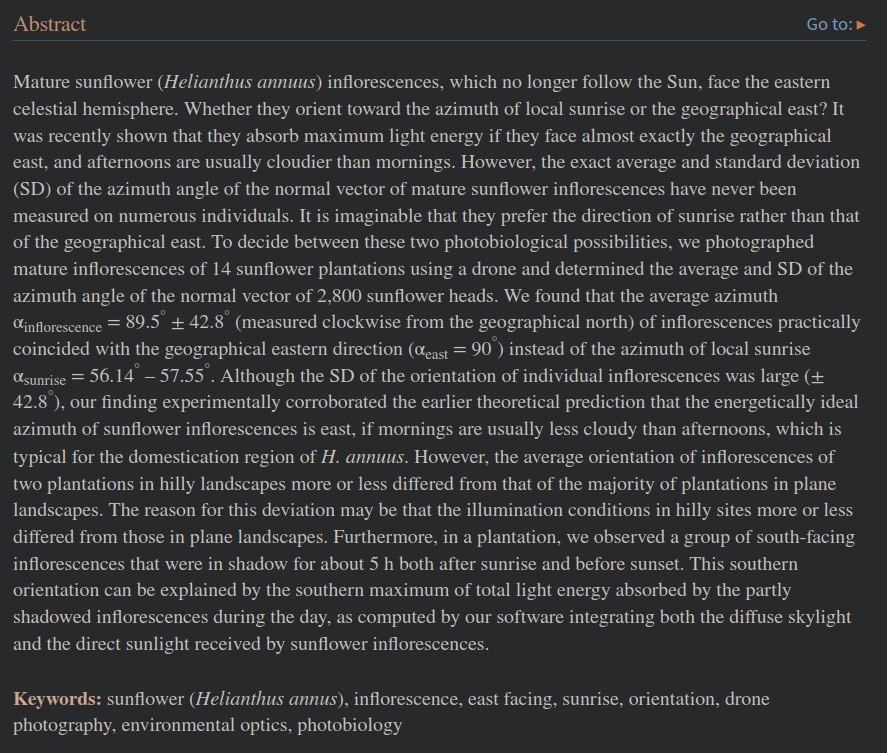 Abstract
Go to: ▸
Mature sunflower (Helianthus annuus) inflorescences, which no longer follow the Sun, face the eastern
celestial hemisphere. Whether they orient toward the azimuth of local sunrise or the geographical east? It
was recently shown that they absorb maximum light energy if they face almost exactly the geographical
east, and afternoons are usually cloudier than mornings. However, the exact average and standard deviation
(SD) of the azimuth angle of the normal vector of mature sunflower inflorescences have never been
measured on numerous individuals. It is imaginable that they prefer the direction of sunrise rather than that
of the geographical east. To decide between these two photobiological possibilities, we photographed
mature inflorescences of 14 sunflower plantations using a drone and determined the average and SD of the
azimuth angle of the normal vector of 2,800 sunflower heads. We found that the average azimuth
αinflorescence = 89.5° ± 42.8° (measured clockwise from the geographical north) of inflorescences practically
coincided with the geographical eastern direction (αeast = 90°) instead of the azimuth of local sunrise
αsunrise = 56.14° – 57.55°. Although the SD of the orientation of individual inflorescences was large (±
42.8°), our finding experimentally corroborated the earlier theoretical prediction that the energetically ideal
azimuth of sunflower inflorescences is east, if mornings are usually less cloudy than afternoons, which is
typical for the domestication region of H. annuus. However, the average orientation of inflorescences of
two plantations in hilly landscapes more or less differed from that of the majority of plantations in plane
landscapes. The reason for this deviation may be that the illumination conditions in hilly sites more or less
differed from those in plane landscapes. Furthermore, in a plantation, we observed a group of south-facing
inflorescences that were in shadow for about 5 h both after sunrise and before sunset. This southern
orientation can be explained by the southern maximum of total light energy absorbed by the partly
shadowed inflorescences during the day, as computed by our software integrating both the diffuse skylight
and the direct sunlight received by sunflower inflorescences.
Keywords: sunflower (Helianthus annus), inflorescence, east facing, sunrise, orientation, drone
photography, environmental optics, photobiology